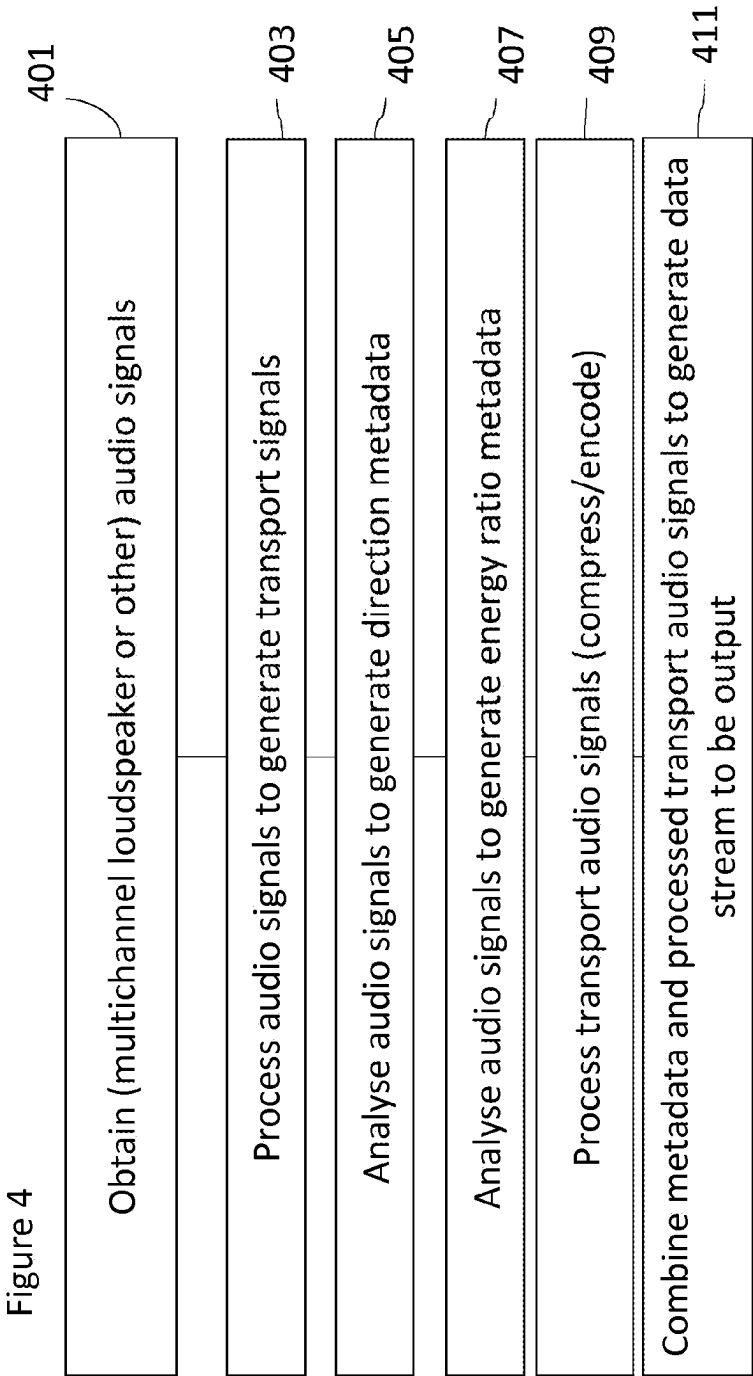 Figure 4
Obtain (multichannel loudspeaker or other) audio signals
401
Process audio signals to generate transport signals
403
Analyse audio signals to generate direction metadata
405
Analyse audio signals to generate energy ratio metadata
407
Process transport audio signals (compress/encode)
409
Combine metadata and processed transport audio signals to generate data
stream to be output
411